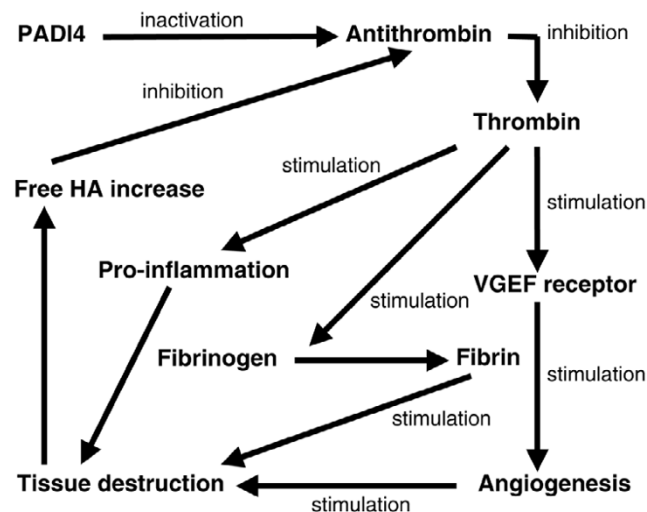 PADI4
inactivation
Antithrombin
inhibition
inhibition
Thrombin
stimulation
Free HA increase
stimulation
Pro-inflammation
VGEF receptor
stimulation
Fibrinogen
Fibrin
stimulation
stimulation
Tissue destruction
stimulation
Angiogenesis